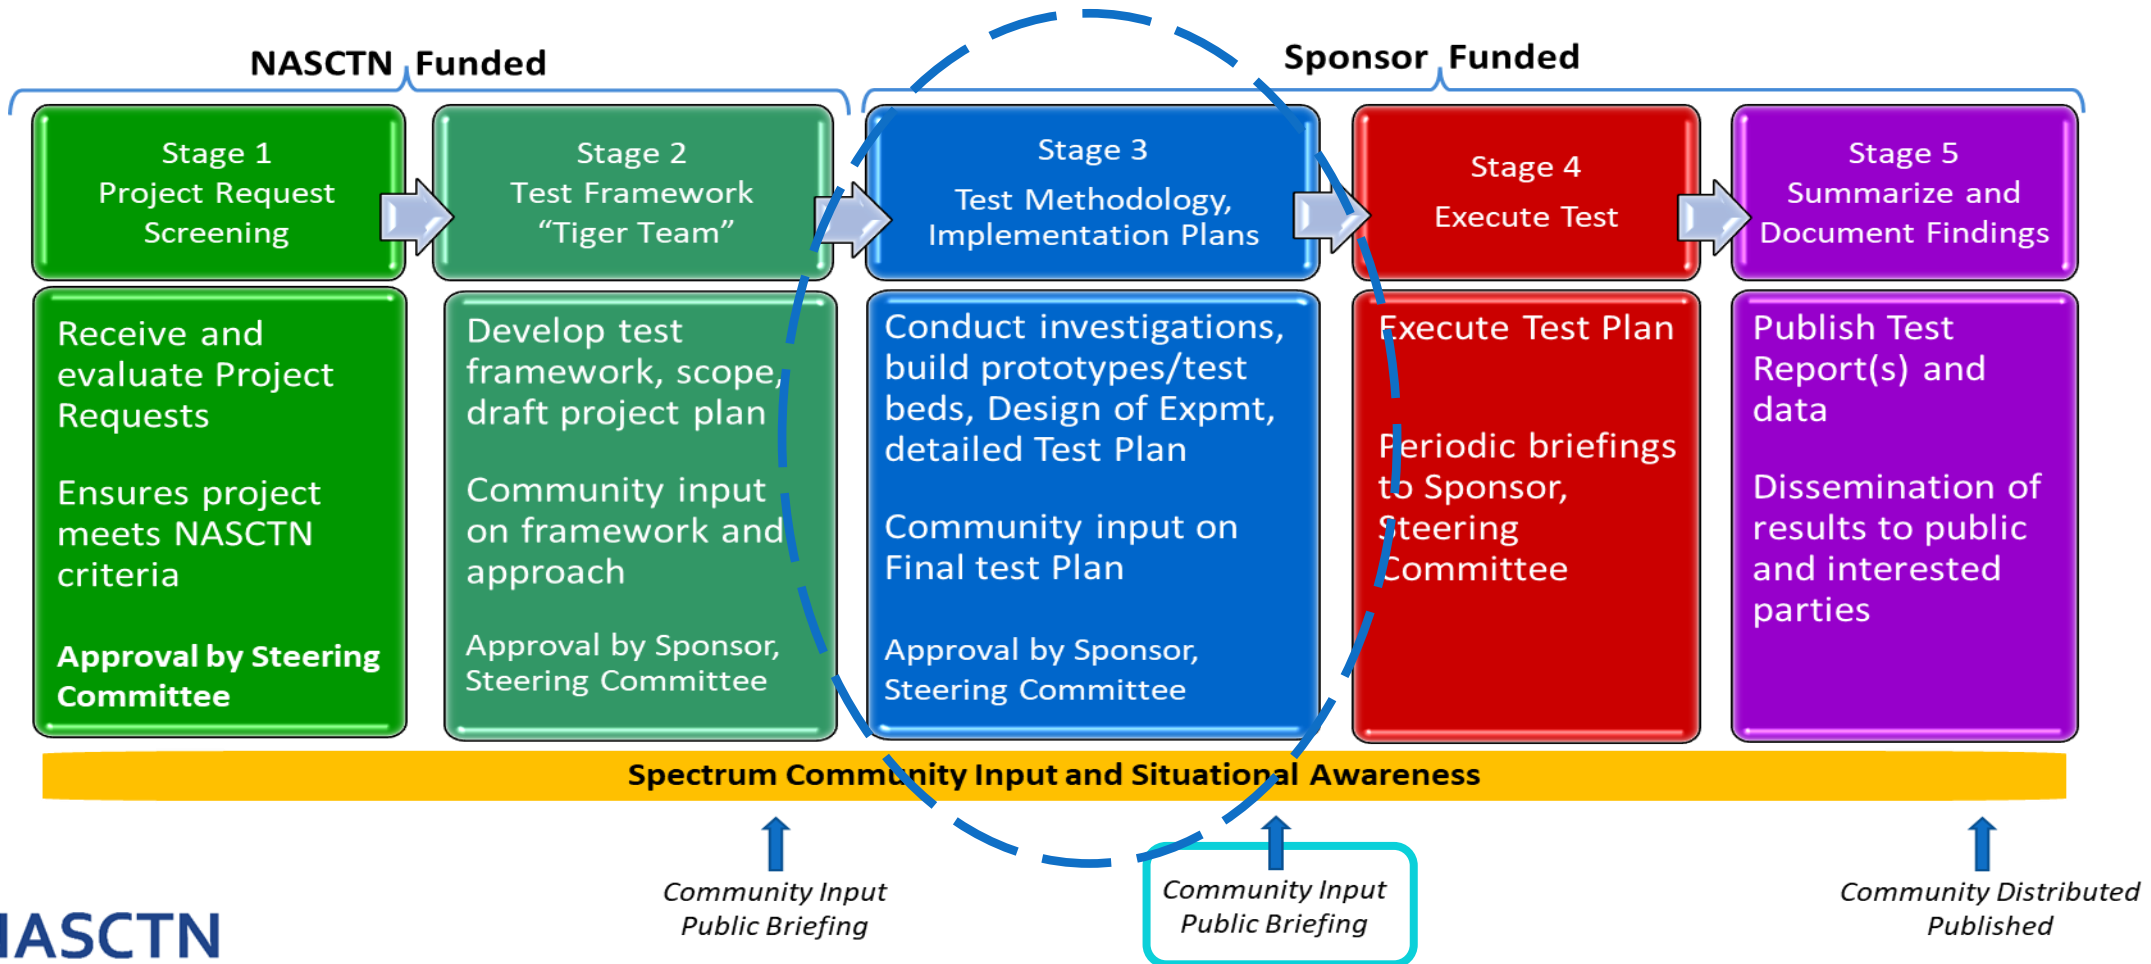 NASCTN Funded
Sponsor Funded
Stage 1
Project Request
Screening
Stage 2
Test Framework
“Tiger Team”
Stage 3
Test Methodology,
Implementation Plans
Stage 4
Execute Test
Stage 5
Summarize and
Document Findings
Receive and
evaluate Project
Requests
Ensures project
meets NASCTN
criteria
Approval by Steering
Committee
Develop test
framework, scope,
draft project plan
Community input
on framework and
approach
Approval by Sponsor,
Steering Committee
Conduct investigations,
build prototypes/test
beds, Design of Expmt,
detailed Test Plan
Community input on
Final test Plan
Approval by Sponsor,
Steering Committee
Execute Test Plan
Periodic briefings
to Sponsor,
Steering
Committee
Publish Test
Report(s) and
data
Dissemination of
results to public
and interested
parties
Spectrum Community Input and Situational Awareness
Community Input
Public Briefing
Community Input
Public Briefing
Community Distributed
Published
NASCTN